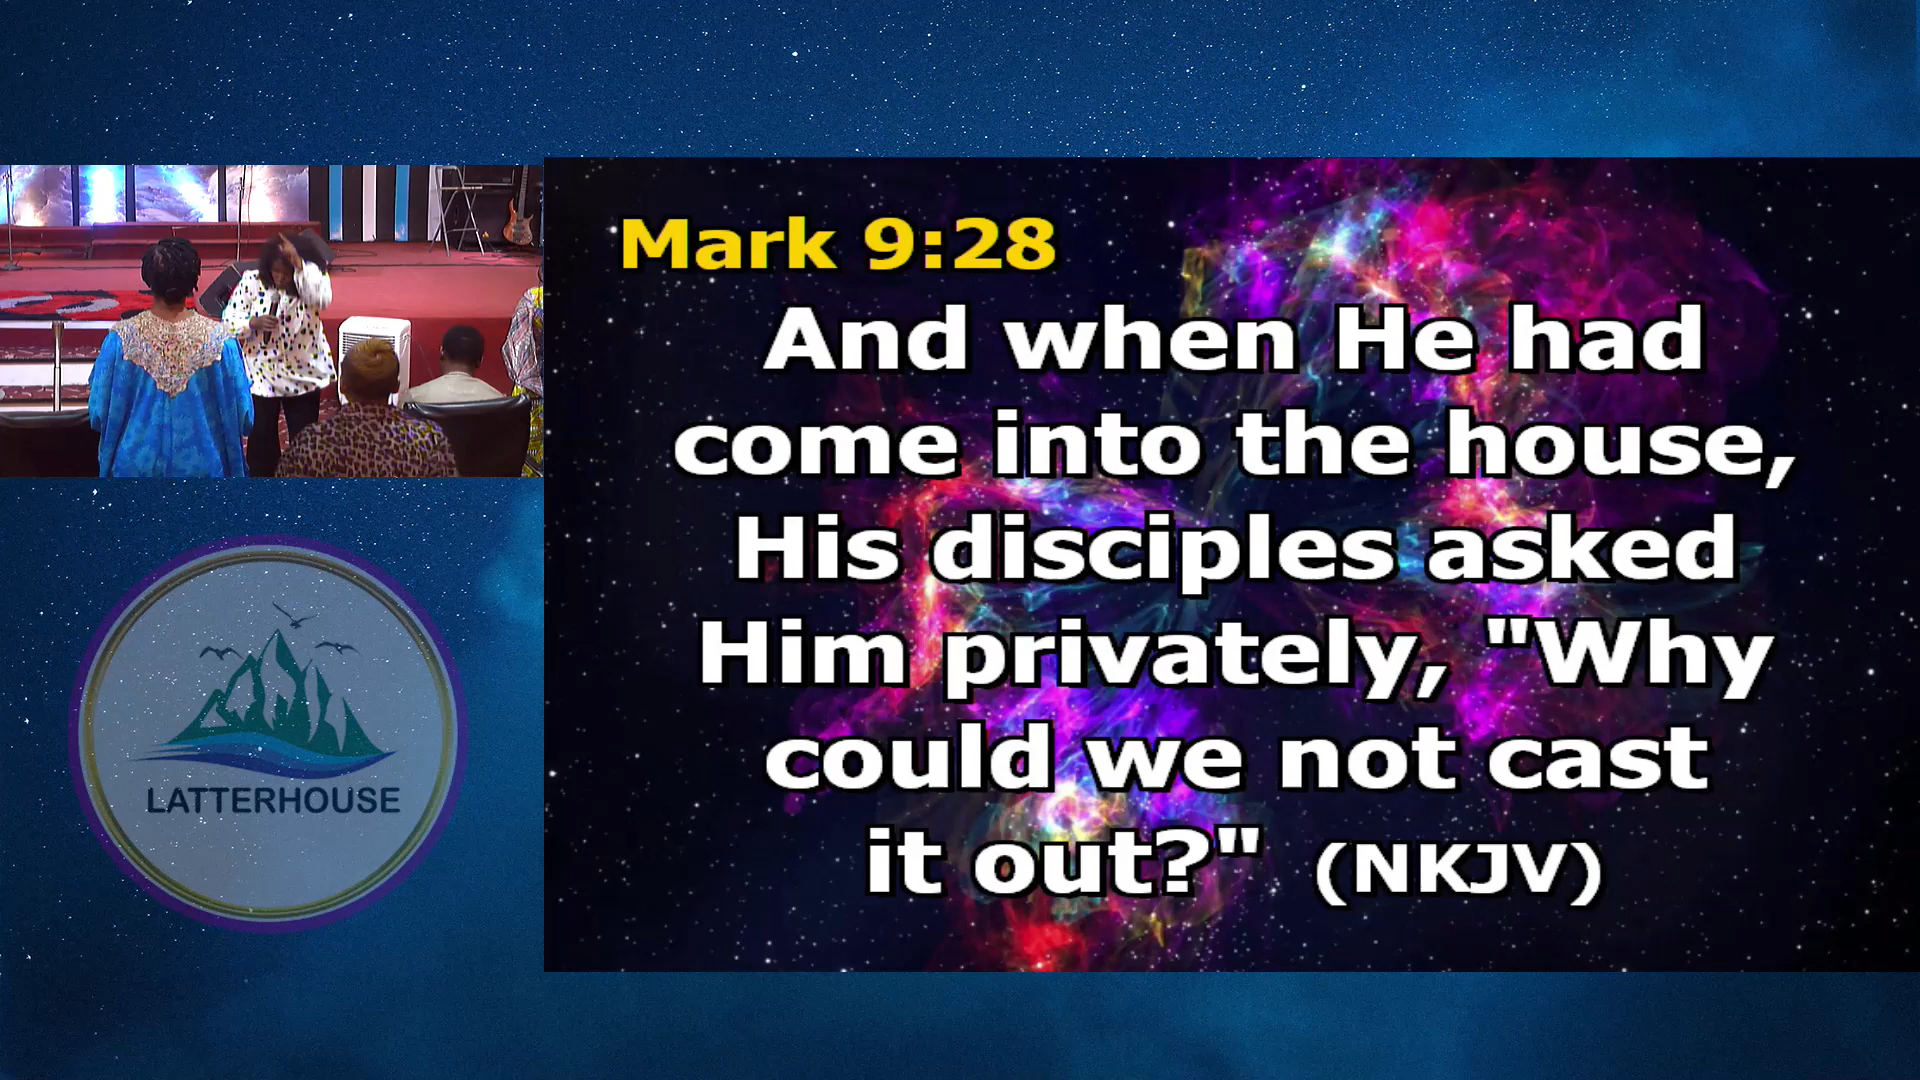 Mark 9:28
And when He had
come into the house,
His disciples asked
Him privately, "Why
could we not cast
it out?" (NKJV)
LATTERHOUSE